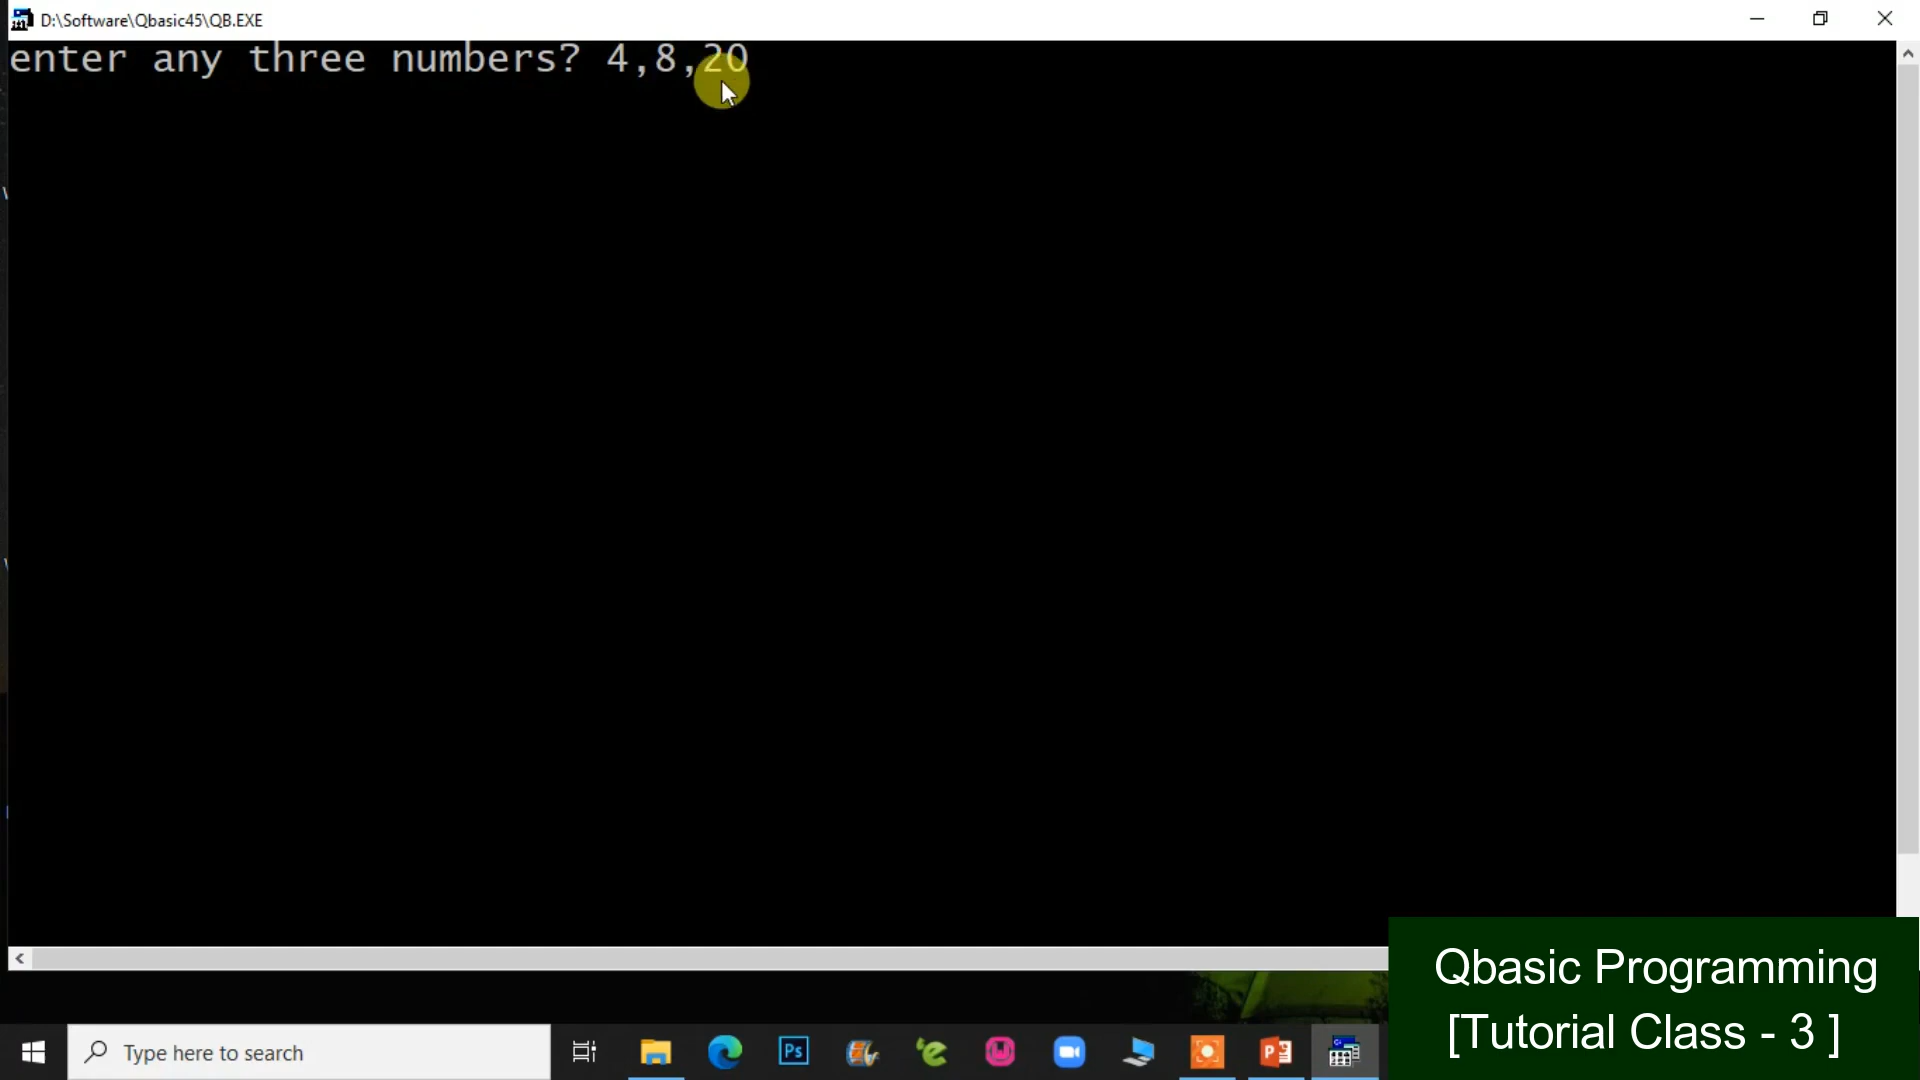 D:\Software\Qbasic45\QB.EXE
enter any three numbers? 4,8,20
Qbasic Programming
[Tutorial Class - 3 ]
Type here to search
Ps